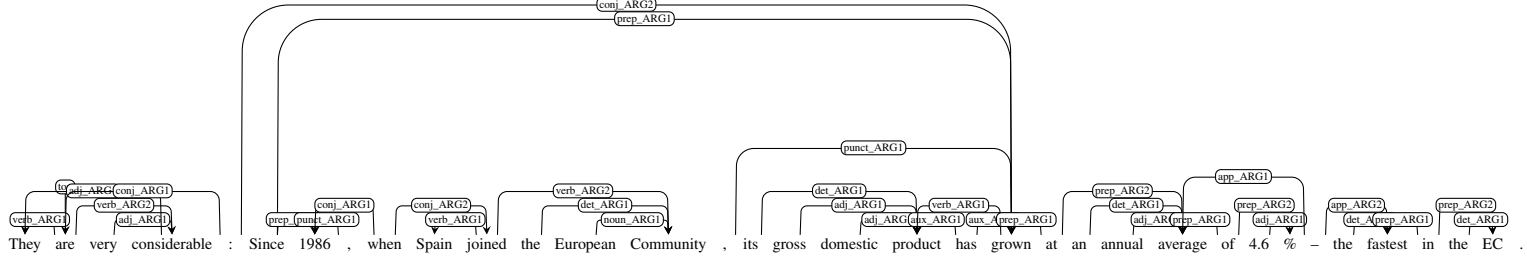 conj_ARG2
prep_ARG1
punct_ARG1
app_ARG1
adj_ARG1 conj_ARG1 det_ARG1 verb_ARG2 prep_ARG2
verb_ARG2 conj_ARG1 conj_ARG2 det_ARG1 adj_ARG1 verb_ARG1 det_ARG1 prep_ARG2 app_ARG2 prep_ARG2
verb_ARG1 adj_ARG1 punct_ARG1 verb_ARG1 noun_ARG1 aux_ARG1 prep_ARG1 prep_ARG1 adj_ARG1 prep_ARG1 det_ARG1
They are very considerable : Since 1986 , when Spain joined the European Community , its gross domestic product has grown at an annual average of 4.6 % – the fastest in the EC .